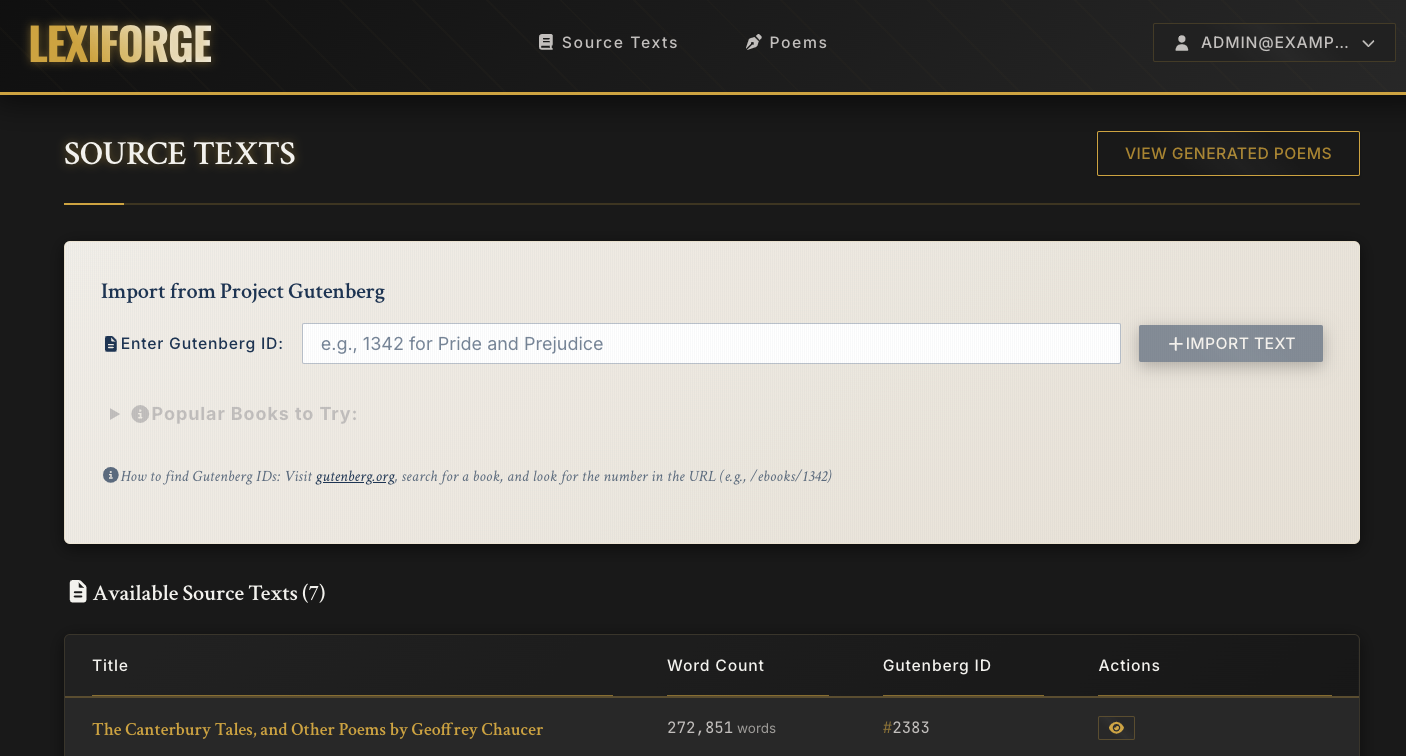 LEXIFORGE
Source Texts
Poems
ADMIN@EXAMP...
SOURCE TEXTS
VIEW GENERATED POEMS
Import from Project Gutenberg
Enter Gutenberg ID:
e.g., 1342 for Pride and Prejudice
IMPORT TEXT
Popular Books to Try:
How to find Gutenberg IDs: Visit gutenberg.org, search for a book, and look for the number in the URL (e.g., /ebooks/1342)
Available Source Texts (7)
Title Word Count Gutenberg ID Actions
The Canterbury Tales, and Other Poems by Geoffrey Chaucer 272,851 words #2383